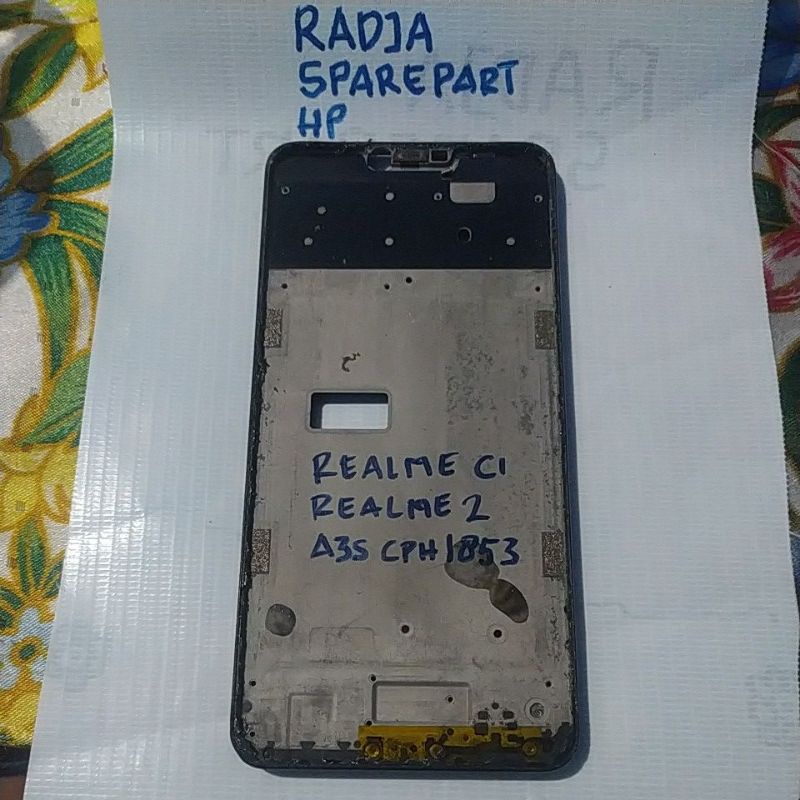 RADJA
SPAREPART
HP
REALME C1
REALME 2
A3S CPH1853